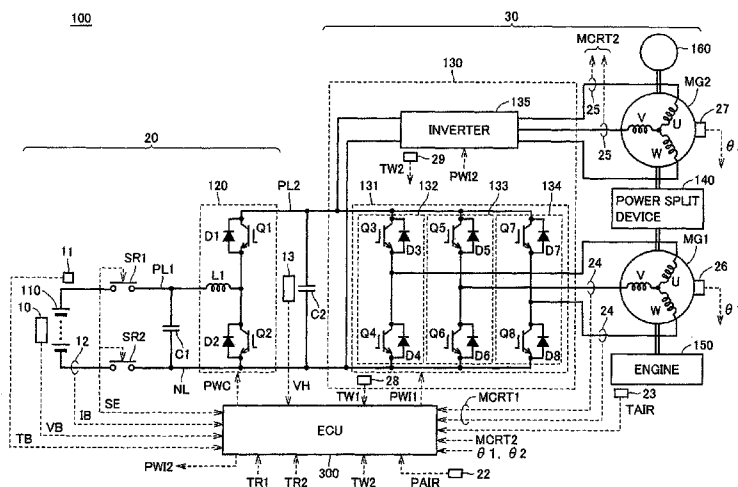 100
30
MCRT2
160
130
MG2
135
25
27
V
U
INVERTER
W
θ
20
29
25
TW2
PWI2
140
120
PL2
131
132
133
134
POWER SPLIT
DEVICE
D1
Q1
Q3
D3
Q5
D5
Q7
D7
MG1
11
SR1
13
24
26
PL1
L1
V
U
110
C2
W
θ
10
12
SR2
24
C1
D2
Q2
Q4
D4
Q6
D6
Q8
D8
150
ENGINE
NL
28
PWC
VH
TW1
PWI1
23
SE
MCRT1
TAIR
IB
VB
ECU
TB
MCRT2
θ1, θ2
PWI2
300
22
TR1
TR2
TW2
PAIR